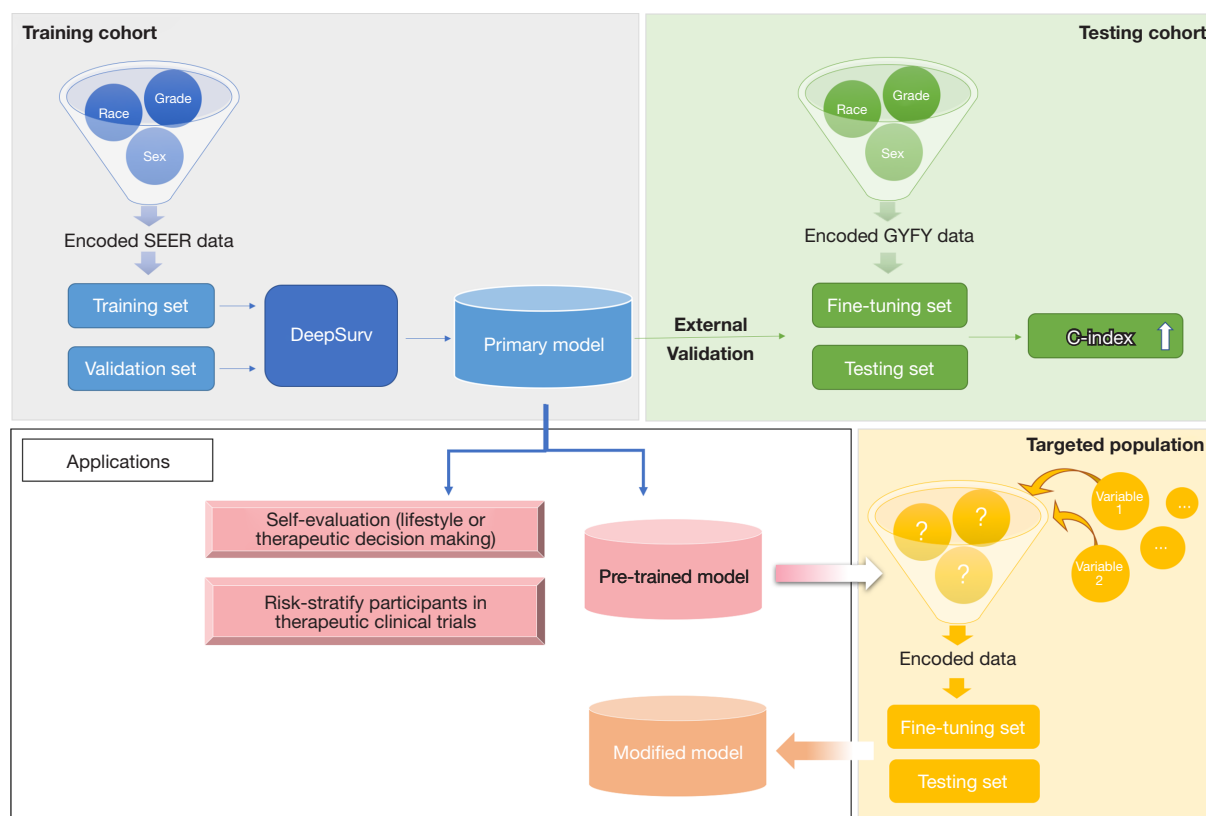 Training cohort
Race
Grade
Sex
Encoded SEER data
Training set
Validation set
DeepSurv
Primary model
External
Validation
Testing cohort
Race
Grade
Sex
Encoded GYFY data
Fine-tuning set
Testing set
C-index
Applications
Self-evaluation (lifestyle or
therapeutic decision making)
Risk-stratify participants in
therapeutic clinical trials
Pre-trained model
Modified model
Targeted population
?
?
?
Variable
1
...
...
Variable
2
Encoded data
Fine-tuning set
Testing set